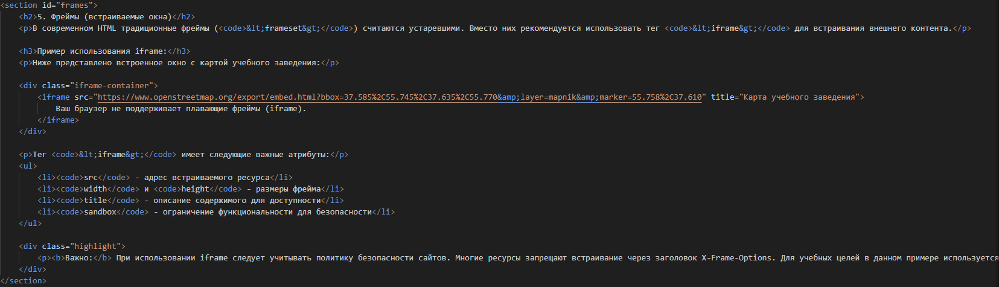 <section id="frames">
<h2>5. Фреймы (встраиваемые окна)</h2>
<p>В современном HTML традиционные фреймы (<code>&lt;frameset&gt;</code>) считаются устаревшими. Вместо них рекомендуется использовать тег <code>&lt;iframe&gt;</code> для встраивания внешнего контента.</p>
<h3>Пример использования iframe:</h3>
<p>Ниже представлено встроенное окно с картой учебного заведения:</p>
<div class="iframe-container">
<iframe src="https://www.openstreetmap.org/export/embed.html?bbox=37.585%2C55.745%2C37.635%2C55.770&amp;layer=mapnik&amp;marker=55.758%2C37.610" title="Карта учебного заведения">
Ваш браузер не поддерживает плавающие фреймы (iframe).
</iframe>
</div>
<p>Тег <code>&lt;iframe&gt;</code> имеет следующие важные атрибуты:</p>
<ul>
<li><code>src</code> - адрес встраиваемого ресурса</li>
<li><code>width</code> и <code>height</code> - размеры фрейма</li>
<li><code>title</code> - описание содержимого для доступности</li>
<li><code>sandbox</code> - ограничение функциональности для безопасности</li>
</ul>
<div class="highlight">
<p><b>Важно:</b> При использовании iframe следует учитывать политику безопасности сайтов. Многие ресурсы запрещают встраивание через заголовок X-Frame-Options. Для учебных целей в данном примере используется
</div>
</section>